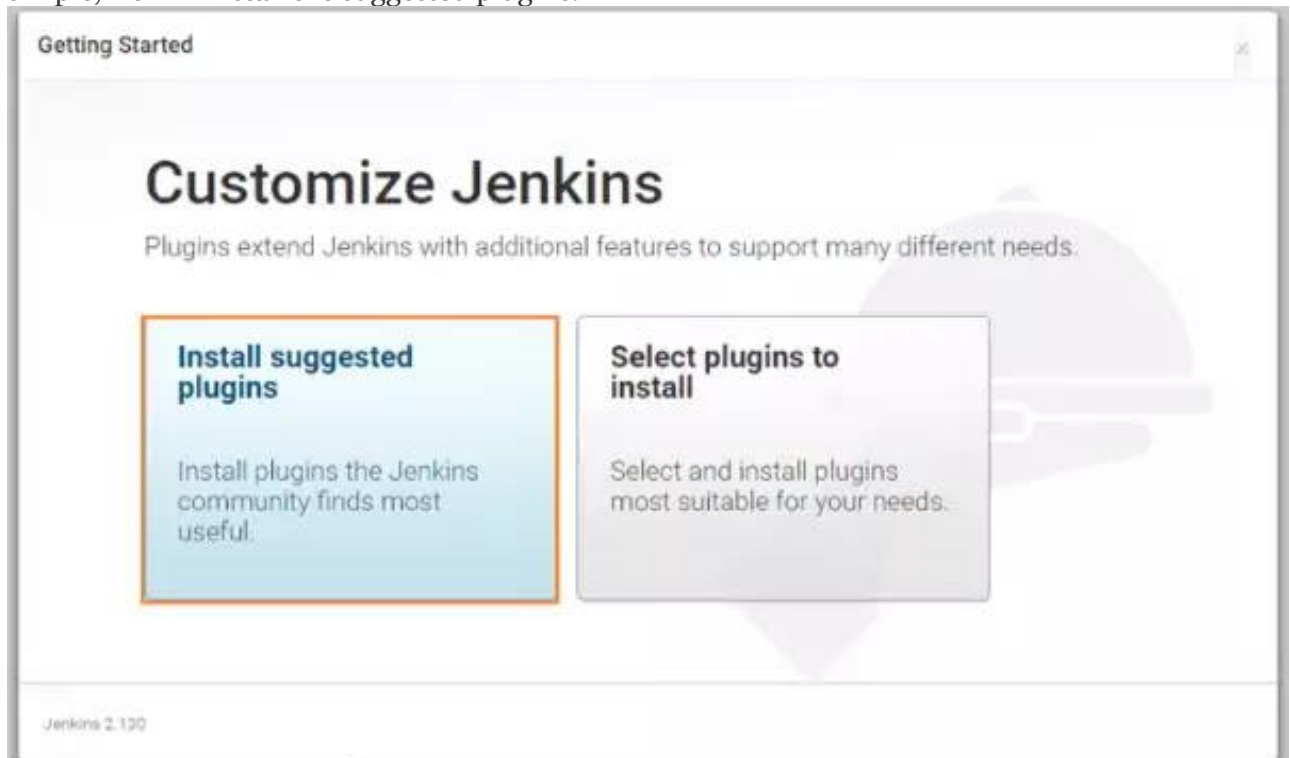 Getting Started
Customize Jenkins
Plugins extend Jenkins with additional features to support many different needs.
Install suggested
plugins
Install plugins the Jenkins
community finds most
useful.
Select plugins to
install
Select and install plugins
most suitable for your needs.
Jenkins 2.130